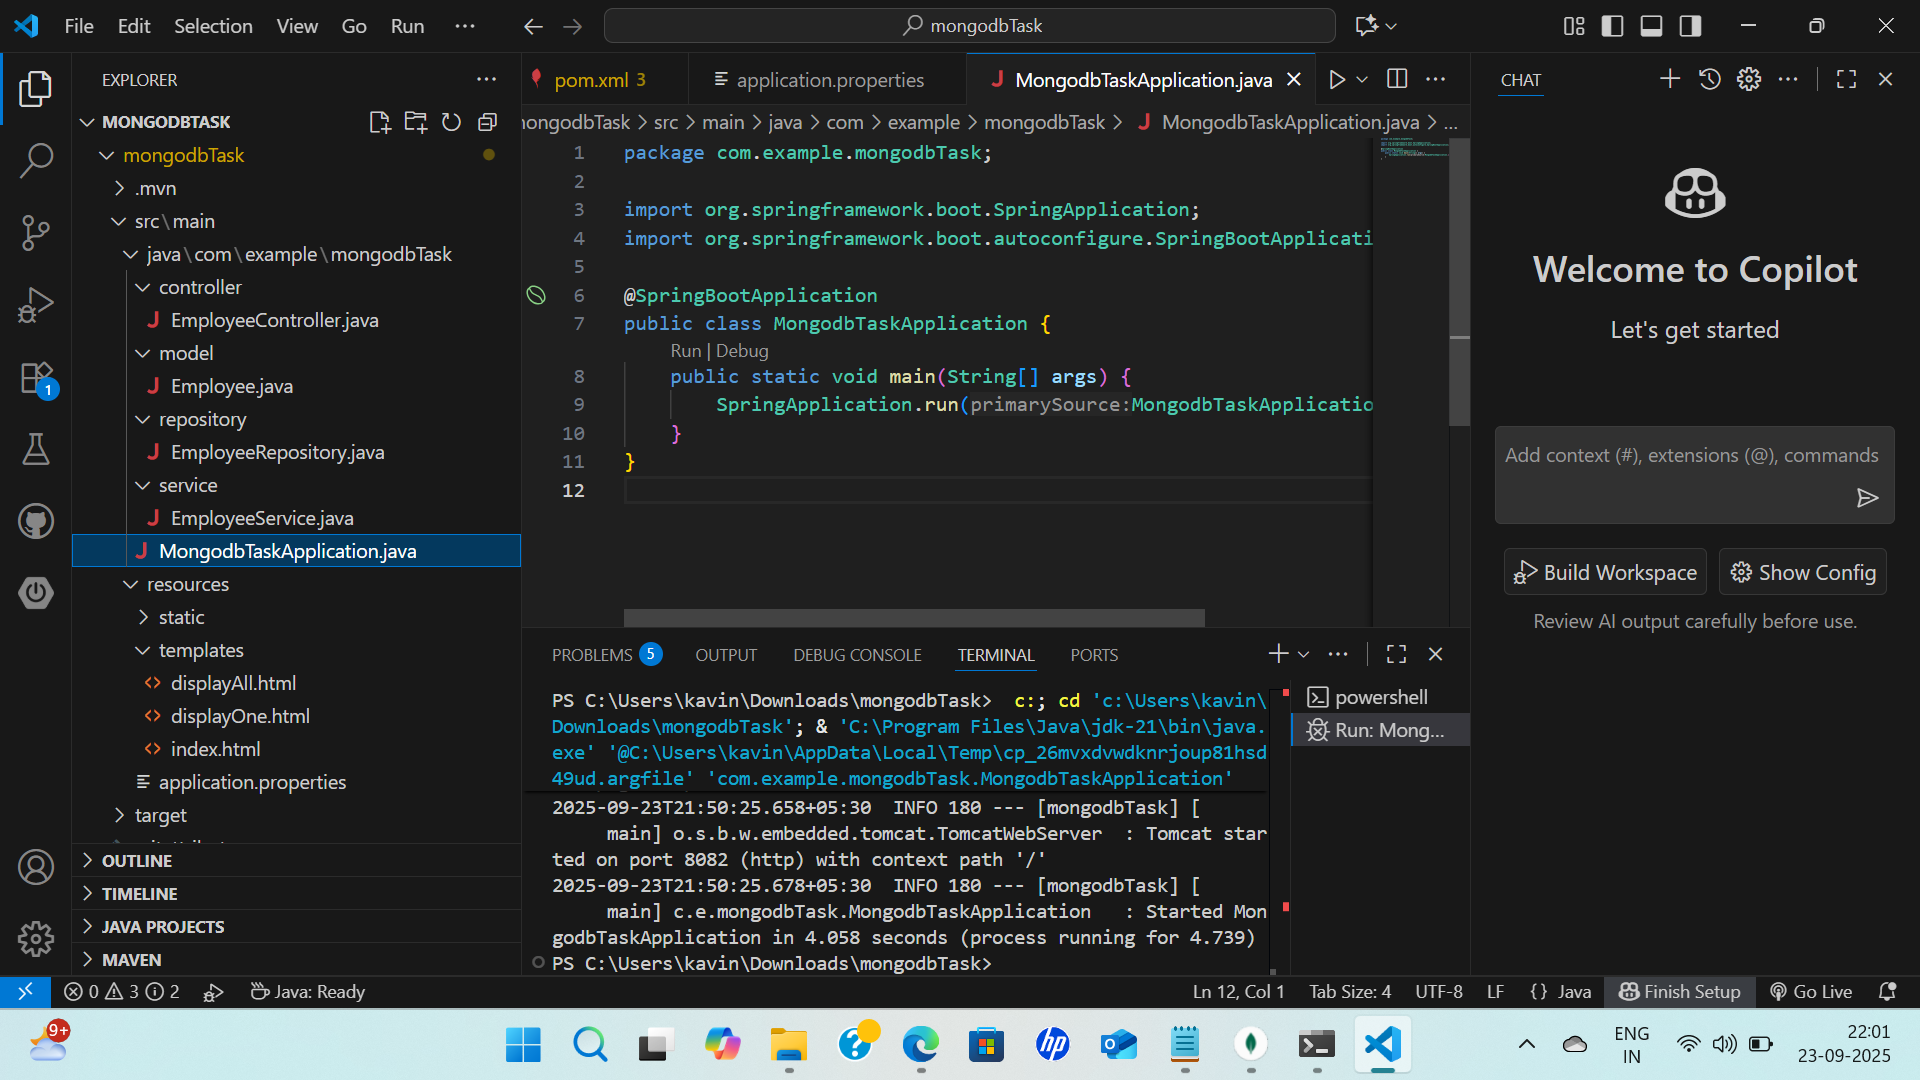 File Edit Selection View Go Run ···
mongodbTask
EXPLORER
MONGODBTASK
mongodbTask
.mvn
src\main
java\com\example\mongodbTask
controller
J EmployeeController.java
model
J Employee.java
repository
J EmployeeRepository.java
service
J EmployeeService.java
J MongodbTaskApplication.java
resources
static
templates
<> displayAll.html
<> displayOne.html
<> index.html
application.properties
target
OUTLINE
TIMELINE
JAVA PROJECTS
MAVEN
1
pom.xml 3
application.properties
J MongodbTaskApplication.java
mongodbTask > src > main > java > com > example > mongodbTask > J MongodbTaskApplication.java > ...
1 package com.example.mongodbTask;
2
3 import org.springframework.boot.SpringApplication;
4 import org.springframework.boot.autoconfigure.SpringBootApplicati
5
6 @SpringBootApplication
7 public class MongodbTaskApplication {
Run | Debug
8 public static void main(String[] args) {
9 SpringApplication.run(primarySource:MongodbTaskApplicatio
10 }
11 }
12
PROBLEMS 5 OUTPUT DEBUG CONSOLE TERMINAL PORTS
PS C:\Users\kavin\Downloads\mongodbTask>  c:; cd 'c:\Users\kavin\
Downloads\mongodbTask'; & 'C:\Program Files\Java\jdk-21\bin\java.
exe' '@C:\Users\kavin\AppData\Local\Temp\cp_26mvxdvwdknrjoup81hsd
49ud.argfile' 'com.example.mongodbTask.MongodbTaskApplication'
2025-09-23T21:50:25.658+05:30  INFO 180 --- [mongodbTask] [
main] o.s.b.w.embedded.tomcat.TomcatWebServer  : Tomcat star
ted on port 8082 (http) with context path '/'
2025-09-23T21:50:25.678+05:30  INFO 180 --- [mongodbTask] [
main] c.e.mongodbTask.MongodbTaskApplication   : Started Mon
godbTaskApplication in 4.058 seconds (process running for 4.739)
PS C:\Users\kavin\Downloads\mongodbTask>
powershell
Run: Mong...
CHAT
Welcome to Copilot
Let's get started
Add context (#), extensions (@), commands
Build Workspace
Show Config
Review AI output carefully before use.
0 3 2 Java: Ready
Ln 12, Col 1 Tab Size: 4 UTF-8 LF {} Java Finish Setup Go Live
9+
hp
ENG
IN
22:01
23-09-2025